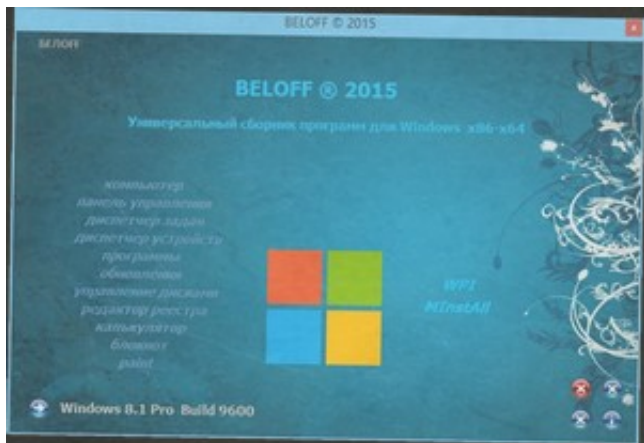 BELOFF © 2015
БЕЛОФФ
BELOFF ® 2015
Универсальный сборник программ для Windows x86-x64
компьютер
панель управления
диспетчер задач
диспетчер устройств
программы
обновления
управление дисками
редактор реестра
калькулятор
блокнот
paint
WPI
MInstAll
Windows 8.1 Pro Build 9600